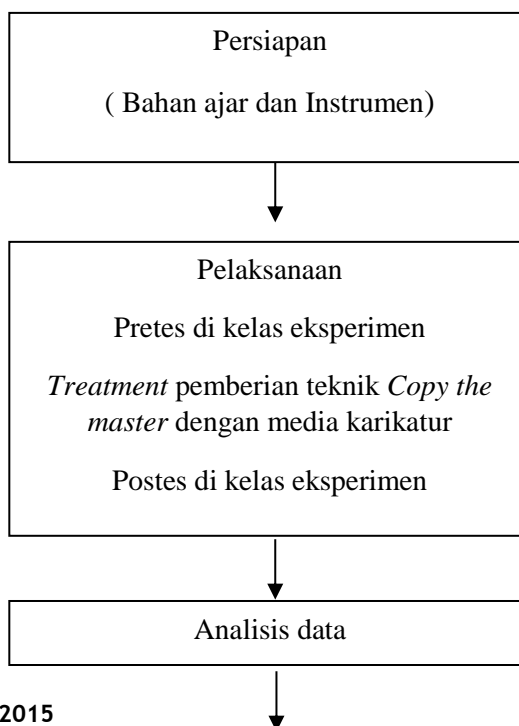 Persiapan
( Bahan ajar dan Instrumen)
Pelaksanaan
Pretes di kelas eksperimen
Treatment pemberian teknik Copy the
master dengan media karikatur
Postes di kelas eksperimen
Analisis data
2015